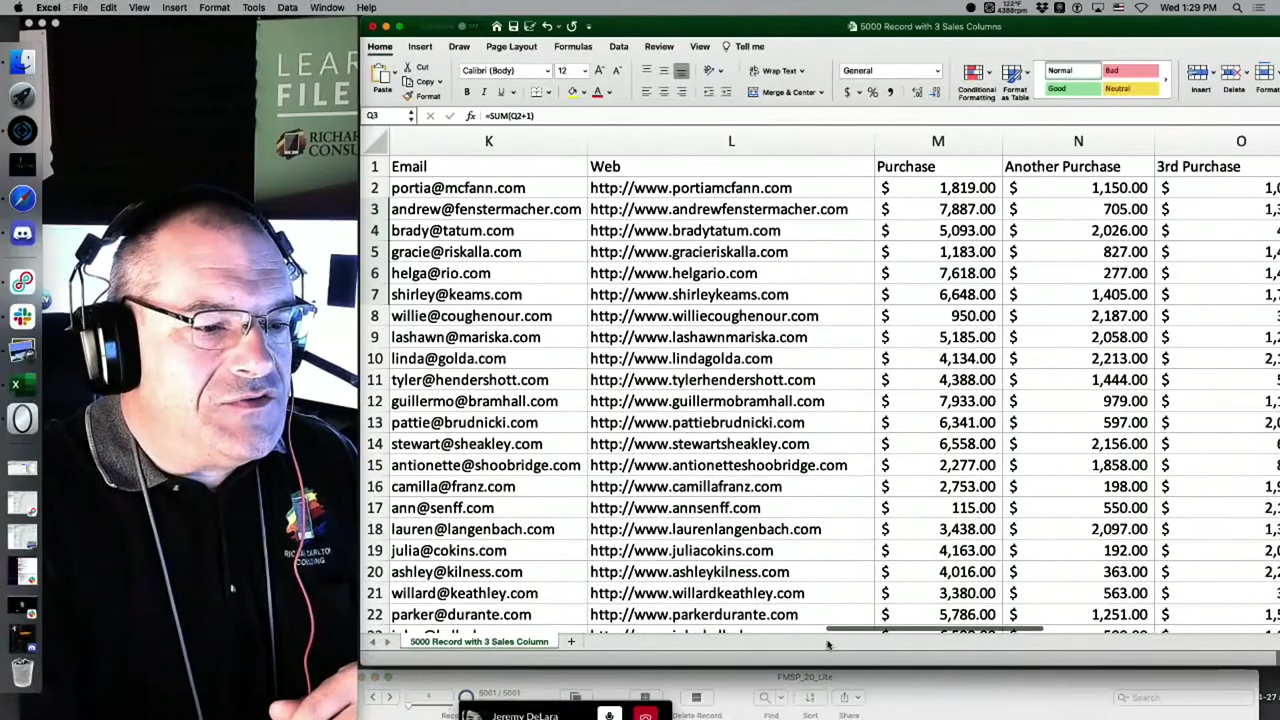 Excel File Edit View Insert Format Tools Data Window Help
122°F
4388rpm
Wed 1:29 PM
LEAR
FILE
RICHAR
CONSU
5000 Record with 3 Sales Columns
Home Insert Draw Page Layout Formulas Data Review View Tell me
Paste
Cut
Copy
Format
Calibri (Body) 12
Wrap Text
Merge & Center
General
Conditional
Formatting
Format
as Table
Normal Bad
Good Neutral
Insert Delete Format
Q3 fx =SUM(Q2+1)
K L M N O
1 Email Web Purchase Another Purchase 3rd Purchase
2 portia@mcfann.com http://www.portiamcfann.com $ 1,819.00 $ 1,150.00 $
3 andrew@fenstermacher.com http://www.andrewfenstermacher.com $ 7,887.00 $ 705.00 $
4 brady@tatum.com http://www.bradytatum.com $ 5,093.00 $ 2,026.00 $
5 gracie@riskalla.com http://www.gracieriskalla.com $ 1,183.00 $ 827.00 $
6 helga@rio.com http://www.helgario.com $ 7,618.00 $ 277.00 $
7 shirley@keams.com http://www.shirleykeams.com $ 6,648.00 $ 1,405.00 $
8 willie@coughenour.com http://www.williecoughenour.com $ 950.00 $ 2,187.00 $
9 lashawn@mariska.com http://www.lashawnmariska.com $ 5,185.00 $ 2,058.00 $
10 linda@golda.com http://www.lindagolda.com $ 4,134.00 $ 2,213.00 $
11 tyler@hendershott.com http://www.tylerhendershott.com $ 4,388.00 $ 1,444.00 $
12 guillermo@bramhall.com http://www.guillermobramhall.com $ 7,933.00 $ 979.00 $
13 pattie@brudnicki.com http://www.pattiebrudnicki.com $ 6,341.00 $ 597.00 $
14 stewart@sheakley.com http://www.stewartsheakley.com $ 6,558.00 $ 2,156.00 $
15 antionette@shoobridge.com http://www.antionetteshoobridge.com $ 2,277.00 $ 1,858.00 $
16 camilla@franz.com http://www.camillafranz.com $ 2,753.00 $ 198.00 $
17 ann@senff.com http://www.annsenff.com $ 115.00 $ 550.00 $
18 lauren@langenbach.com http://www.laurenlangenbach.com $ 3,438.00 $ 2,097.00 $
19 julia@cokins.com http://www.juliacokins.com $ 4,163.00 $ 192.00 $
20 ashley@kilness.com http://www.ashleykilness.com $ 4,016.00 $ 363.00 $
21 willard@keathley.com http://www.willardkeathley.com $ 3,380.00 $ 563.00 $
22 parker@durante.com http://www.parkerdurante.com $ 5,786.00 $ 1,251.00 $
5000 Record with 3 Sales Column +
FMSP_20_Lite
4 5001 / 5001
Delete Record Find Sort Share
Search
Jeremy DeLara